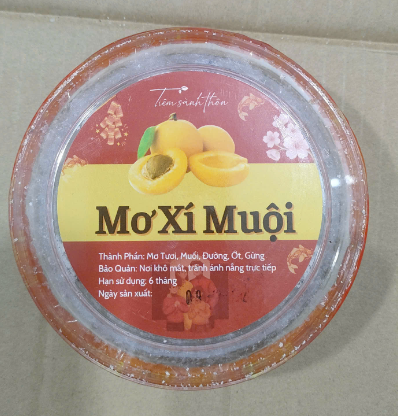 Tiệm sành thôn
Mơ Xí Muội
Thành Phần: Mơ Tươi, Muối, Đường, Ớt, Gừng
Bảo Quản: Nơi khô mát, tránh ánh nắng trực tiếp
Hạn sử dụng: 6 tháng
Ngày sản xuất: